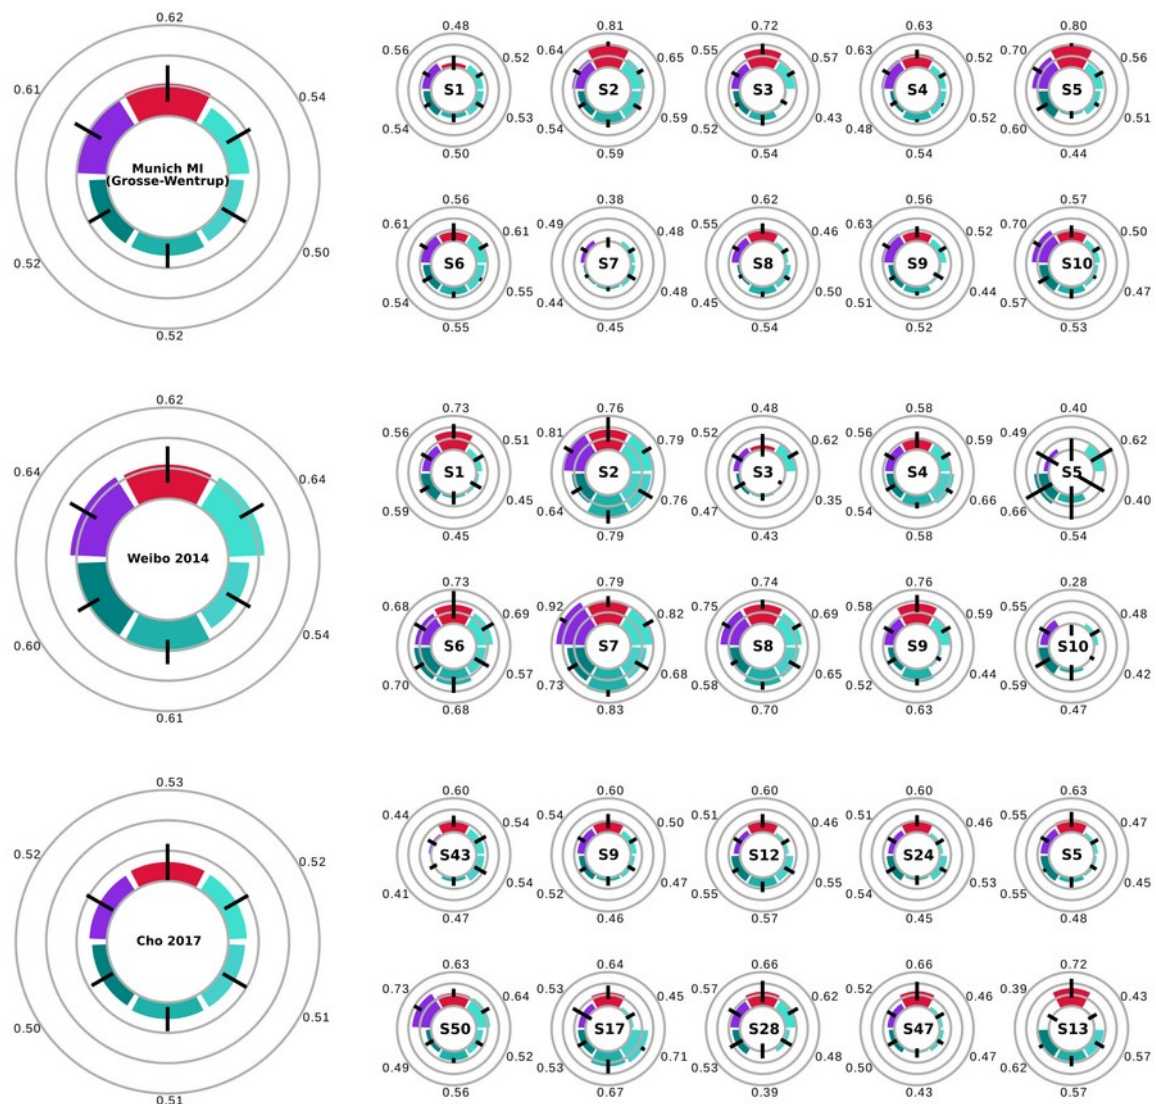 0.62
0.61
0.54
Munich MI
(Grosse-Wentrup)
0.52
0.50
0.52
0.48 0.81 0.72 0.63 0.80
0.56 0.52 0.64 0.65 0.55 0.57 0.63 0.52 0.70 0.56
S1 S2 S3 S4 S5
0.54 0.53 0.54 0.59 0.52 0.43 0.48 0.52 0.60 0.51
0.50 0.59 0.54 0.54 0.44
0.56 0.38 0.62 0.56 0.57
0.61 0.61 0.49 0.48 0.55 0.46 0.63 0.52 0.70 0.50
S6 S7 S8 S9 S10
0.54 0.55 0.44 0.48 0.45 0.50 0.51 0.44 0.57 0.47
0.55 0.45 0.54 0.52 0.53
0.62
0.64 0.64
Weibo 2014
0.60 0.54
0.61
0.73 0.76 0.48 0.58 0.40
0.56 0.51 0.81 0.79 0.52 0.62 0.56 0.59 0.49 0.62
S1 S2 S3 S4 S5
0.59 0.45 0.64 0.76 0.47 0.35 0.54 0.66 0.66 0.40
0.45 0.79 0.43 0.58 0.54
0.73 0.79 0.74 0.76 0.28
0.68 0.69 0.92 0.82 0.75 0.69 0.58 0.59 0.55 0.48
S6 S7 S8 S9 S10
0.70 0.57 0.73 0.68 0.58 0.65 0.52 0.44 0.59 0.42
0.68 0.83 0.70 0.63 0.47
0.53
0.52 0.52
Cho 2017
0.50 0.51
0.51
0.60 0.60 0.60 0.60 0.63
0.44 0.54 0.54 0.50 0.51 0.46 0.51 0.46 0.55 0.47
S43 S9 S12 S24 S5
0.41 0.54 0.52 0.47 0.55 0.55 0.54 0.53 0.55 0.45
0.47 0.46 0.57 0.45 0.48
0.63 0.64 0.66 0.66 0.72
0.73 0.64 0.53 0.45 0.57 0.62 0.52 0.46 0.39 0.43
S50 S17 S28 S47 S13
0.49 0.52 0.53 0.71 0.53 0.48 0.50 0.47 0.62 0.57
0.56 0.67 0.39 0.43 0.57